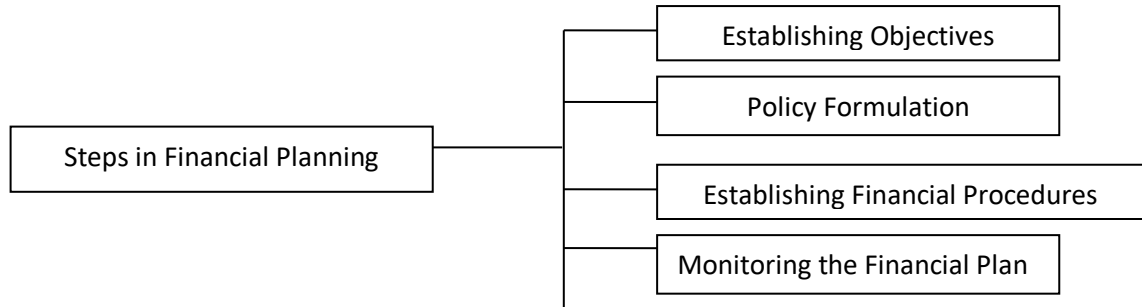 Establishing Objectives
Policy Formulation
Steps in Financial Planning
Establishing Financial Procedures
Monitoring the Financial Plan